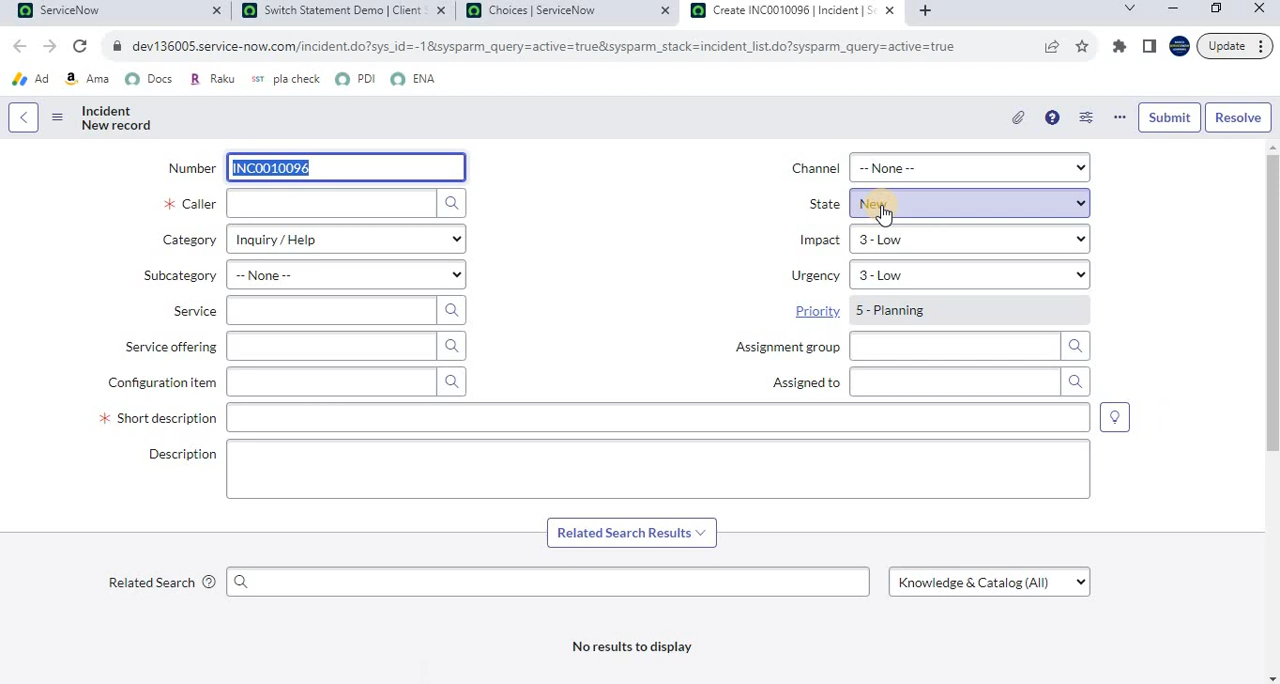 ServiceNow
Switch Statement Demo | Client S
Choices | ServiceNow
Create INC0010096 | Incident | Se
dev136005.service-now.com/incident.do?sys_id=-1&sysparm_query=active=true&sysparm_stack=incident_list.do?sysparm_query=active=true
Update
Ad
Ama
Docs
Raku
pla check
PDI
ENA
Incident
New record
Submit
Resolve
Number
INC0010096
Channel
-- None --
* Caller
State
New
Category
Inquiry / Help
Impact
3 - Low
Subcategory
-- None --
Urgency
3 - Low
Service
Priority
5 - Planning
Service offering
Assignment group
Configuration item
Assigned to
* Short description
Description
Related Search Results
Related Search
Knowledge & Catalog (All)
No results to display